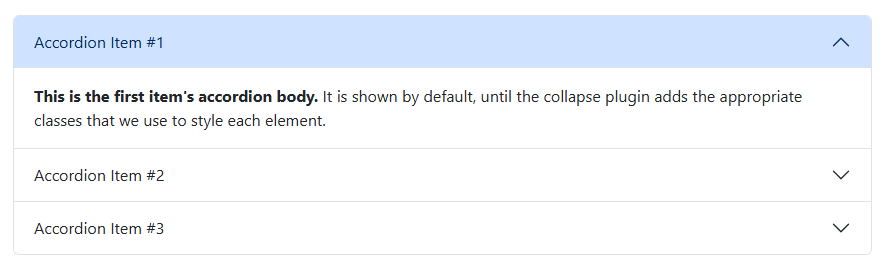 Accordion Item #1
This is the first item's accordion body. It is shown by default, until the collapse plugin adds the appropriate
classes that we use to style each element.
Accordion Item #2
Accordion Item #3